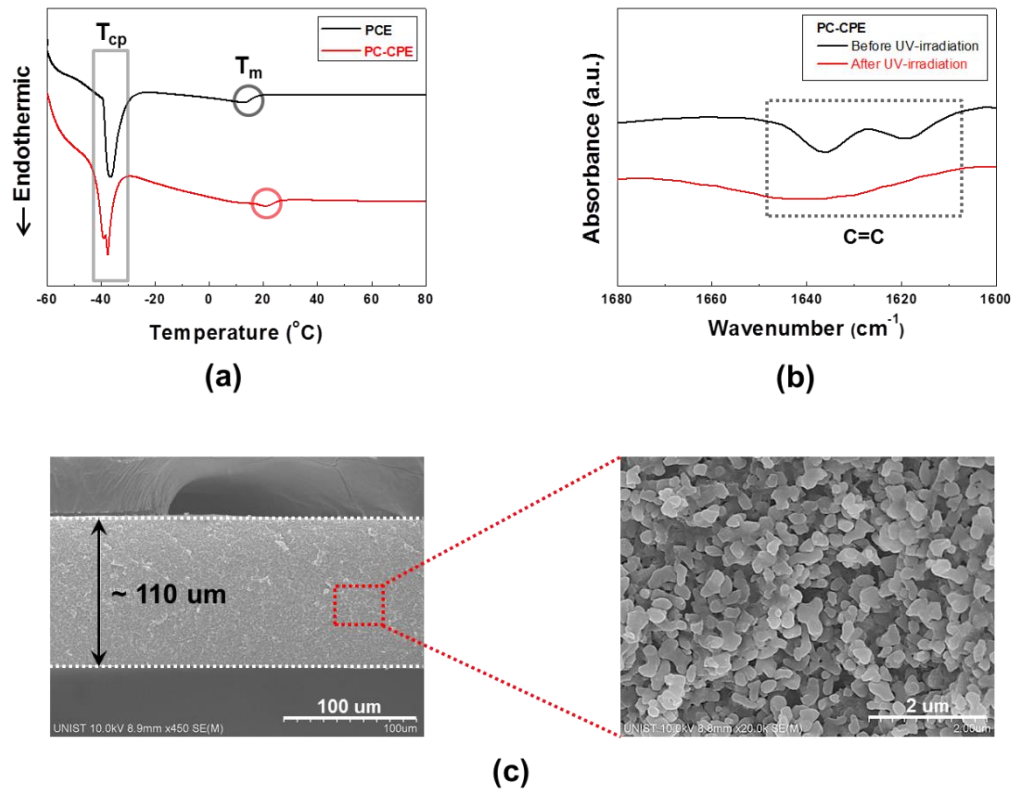 T_cp
T_m
PCE
PC-CPE
← Endothermic
-60 -40 -20 0 20 40 60 80
Temperature (°C)
(a)
PC-CPE
Before UV-irradiation
After UV-irradiation
Absorbance (a.u.)
C=C
1680 1660 1640 1620 1600
Wavenumber (cm⁻¹)
(b)
~ 110 um
100 um
UNIST 10.0kV 8.9mm x450 SE(M) 100um
2 um
UNIST 10.0kV 8.8mm x20.0k SE(M) 2.00um
(c)